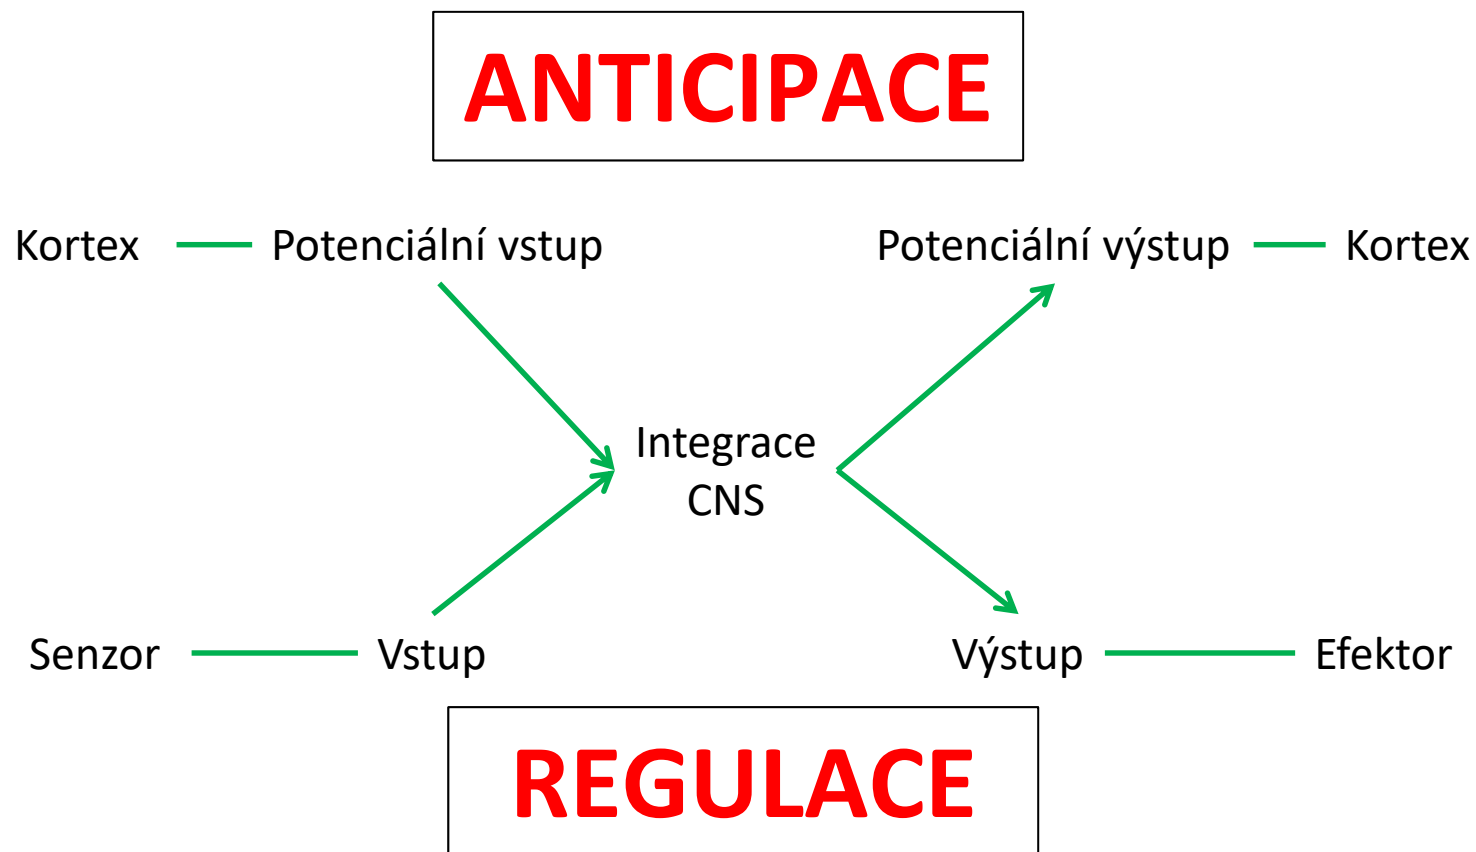 ANTICIPACE
Kortex Potenciální vstup Potenciální výstup Kortex
Integrace
CNS
Senzor Vstup Výstup Efektor
REGULACE